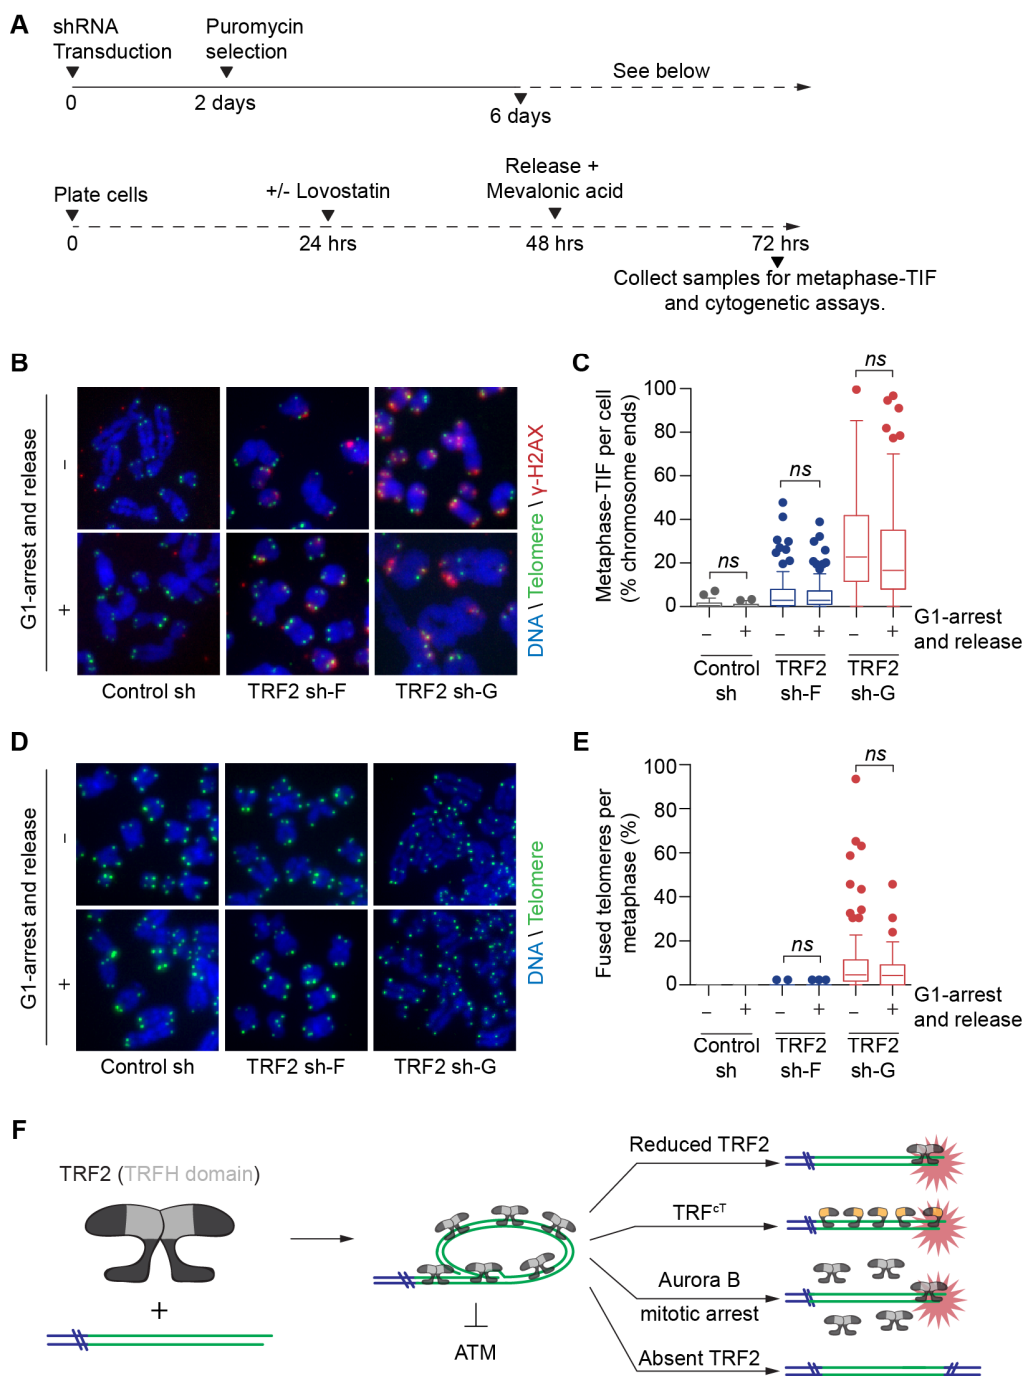 A
shRNA
Transduction
Puromycin
selection
See below
0
2 days
6 days
Plate cells
+/- Lovostatin
Release +
Mevalonic acid
0
24 hrs
48 hrs
72 hrs
Collect samples for metaphase-TIF
and cytogenetic assays.
B
G1-arrest and release
–
+
Control sh
TRF2 sh-F
TRF2 sh-G
DNA \ Telomere \ γ-H2AX
C
Metaphase-TIF per cell
(% chromosome ends)
100
80
60
40
20
0
ns
ns
ns
– + – + – +
G1-arrest
and release
Control
sh
TRF2
sh-F
TRF2
sh-G
D
G1-arrest and release
–
+
Control sh
TRF2 sh-F
TRF2 sh-G
DNA \ Telomere
E
Fused telomeres per
metaphase (%)
100
80
60
40
20
0
ns
ns
– + – + – +
G1-arrest
and release
Control
sh
TRF2
sh-F
TRF2
sh-G
F
TRF2 (TRFH domain)
+
ATM
Reduced TRF2
TRFcT
Aurora B
mitotic arrest
Absent TRF2